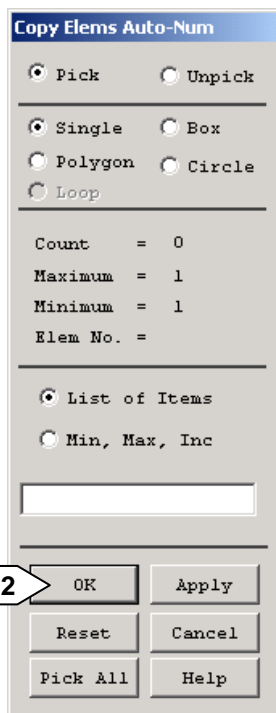 Copy Elems Auto-Num
Pick Unpick
Single Box
Polygon Circle
Loop
Count = 0
Maximum = 1
Minimum = 1
Elem No. =
List of Items
Min, Max, Inc
2 OK Apply
Reset Cancel
Pick All Help